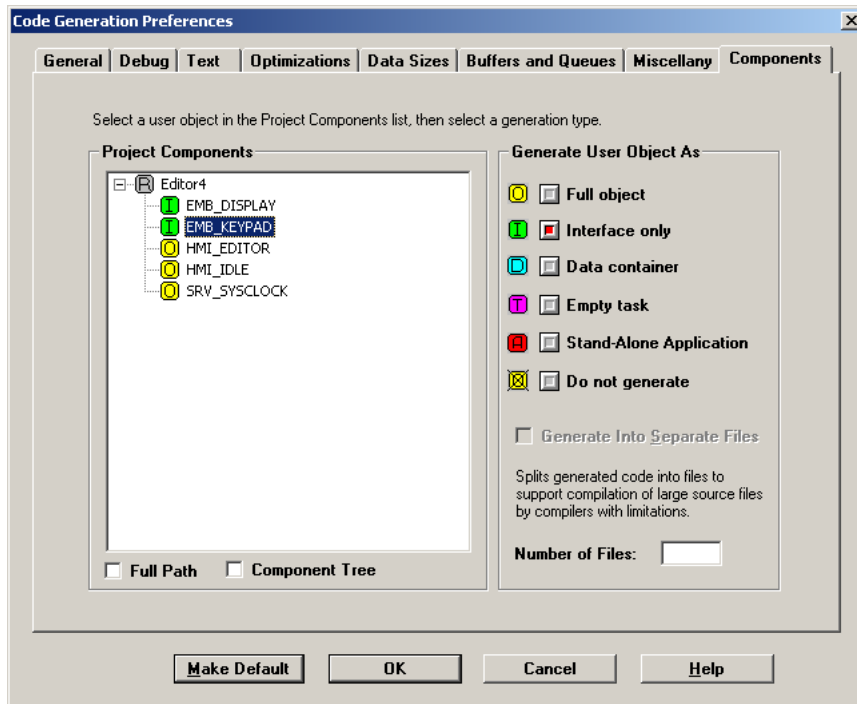 Code Generation Preferences
General Debug Text Optimizations Data Sizes Buffers and Queues Miscellany Components
Select a user object in the Project Components list, then select a generation type.
Project Components
R Editor4
I EMB_DISPLAY
I EMB_KEYPAD
O HMI_EDITOR
O HMI_IDLE
O SRV_SYSCLOCK
Full Path Component Tree
Generate User Object As
O Full object
I Interface only
D Data container
T Empty task
A Stand-Alone Application
Do not generate
Generate Into Separate Files
Splits generated code into files to
support compilation of large source files
by compilers with limitations.
Number of Files:
Make Default OK Cancel Help